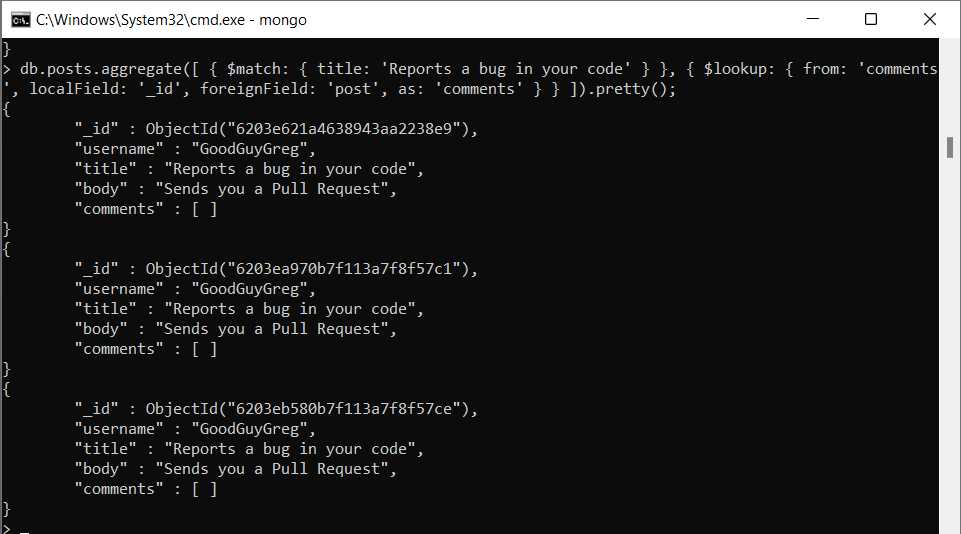 C:\Windows\System32\cmd.exe - mongo
}
> db.posts.aggregate([ { $match: { title: 'Reports a bug in your code' } }, { $lookup: { from: 'comments
', localField: '_id', foreignField: 'post', as: 'comments' } } ]).pretty();
{
        "_id" : ObjectId("6203e621a4638943aa2238e9"),
        "username" : "GoodGuyGreg",
        "title" : "Reports a bug in your code",
        "body" : "Sends you a Pull Request",
        "comments" : [ ]
}
{
        "_id" : ObjectId("6203ea970b7f113a7f8f57c1"),
        "username" : "GoodGuyGreg",
        "title" : "Reports a bug in your code",
        "body" : "Sends you a Pull Request",
        "comments" : [ ]
}
{
        "_id" : ObjectId("6203eb580b7f113a7f8f57ce"),
        "username" : "GoodGuyGreg",
        "title" : "Reports a bug in your code",
        "body" : "Sends you a Pull Request",
        "comments" : [ ]
}
> _